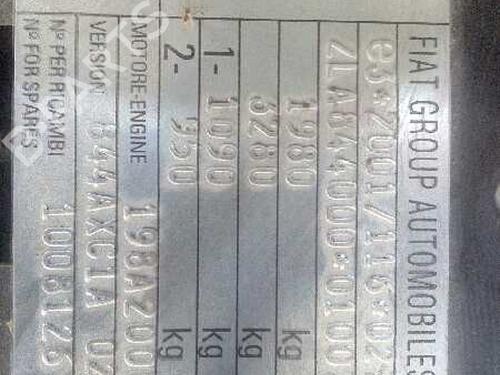 FIAT GROUP AUTOMOBILES
e3*2001/116*02
ZLA844000*0100
1980 kg
3280 kg
1- 1090 kg
2- 950 kg
MOTORE-ENGINE 198A200
VERSION 844AXC1A 02
N° PER RICAMBI
N° FOR SPARES